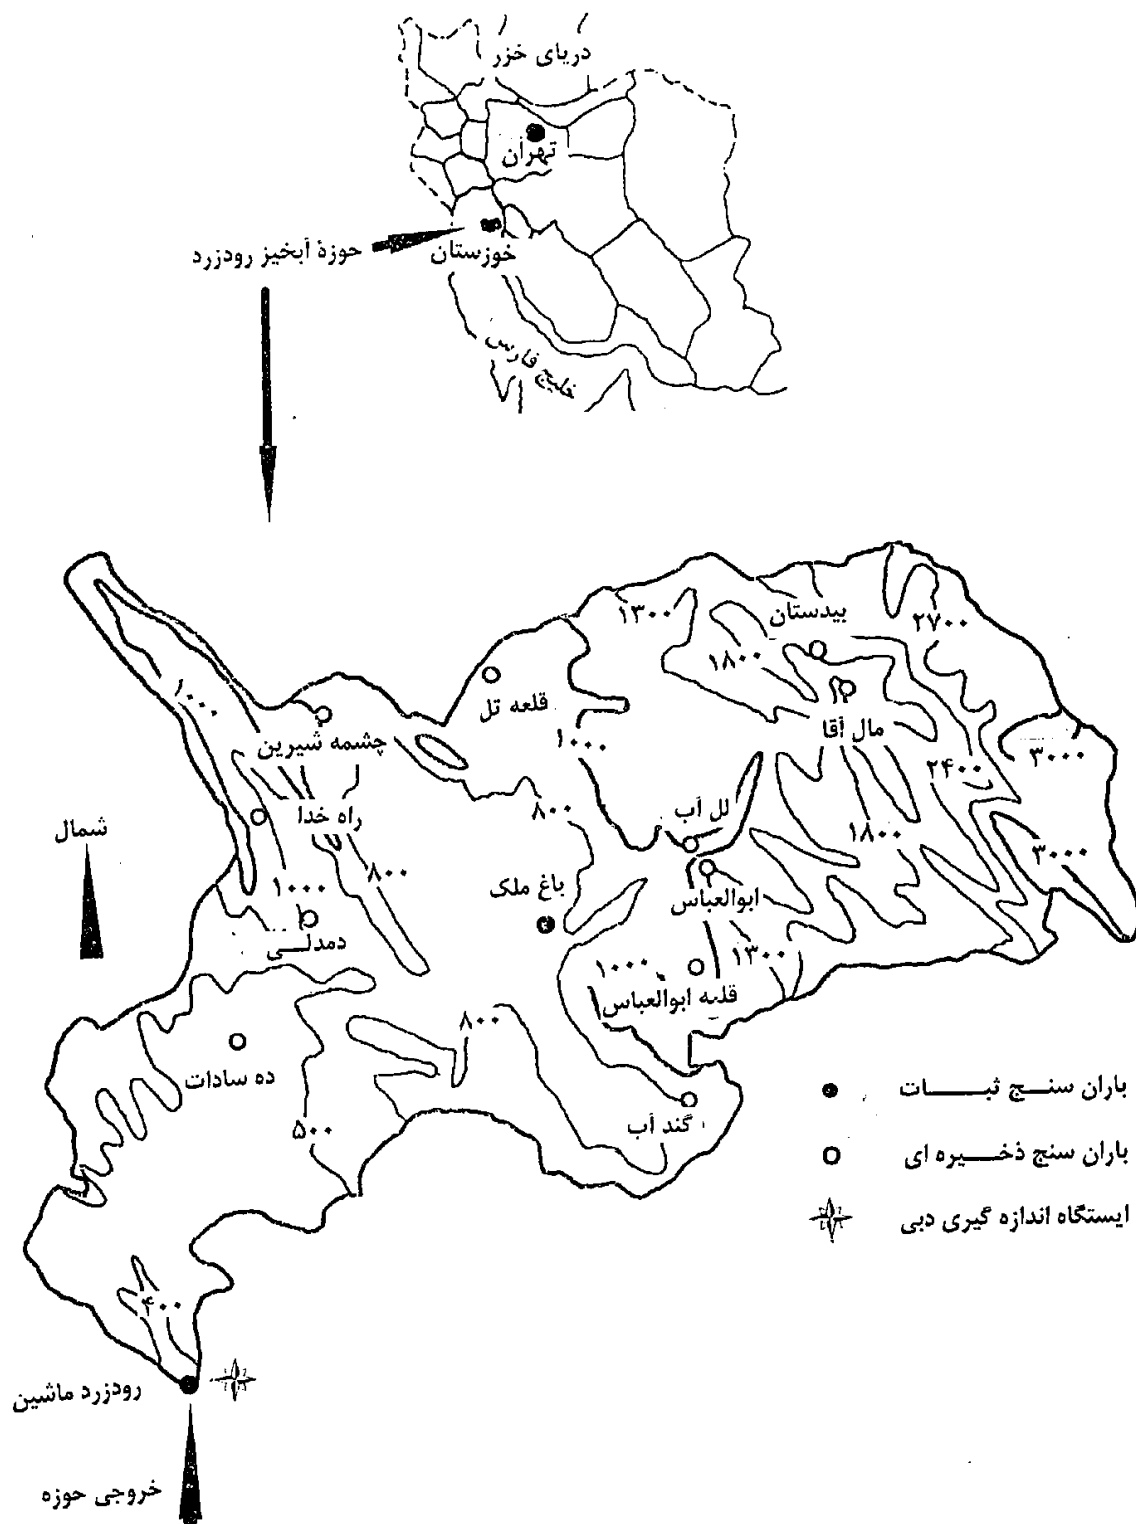 دریای خزر
تهران
حوزهٔ آبخیز رودزرد
خوزستان
خلیج فارس
بیدستان
۲۷۰۰
۱۳۰۰
۱۸۰۰
قلعه تل
۱۰۰۰
مال آقا
چشمه شیرین
۱۰۰۰
۳۰۰۰
۲۴۰۰
۸۰۰
لل آب
راه خدا
شمال
۱۸۰۰
۳۰۰۰
۸۰۰
باغ ملک
۱۰۰۰
ابوالعباس
دمدلی
۱۳۰۰
۱۰۰۰
قلعه ابوالعباس
۸۰۰
ده سادات
گند آب
۵۰۰
باران سنج ثبات
باران سنج ذخیره ای
ایستگاه اندازه گیری دبی
۴۰۰
رودزرد ماشین
خروجی حوزه